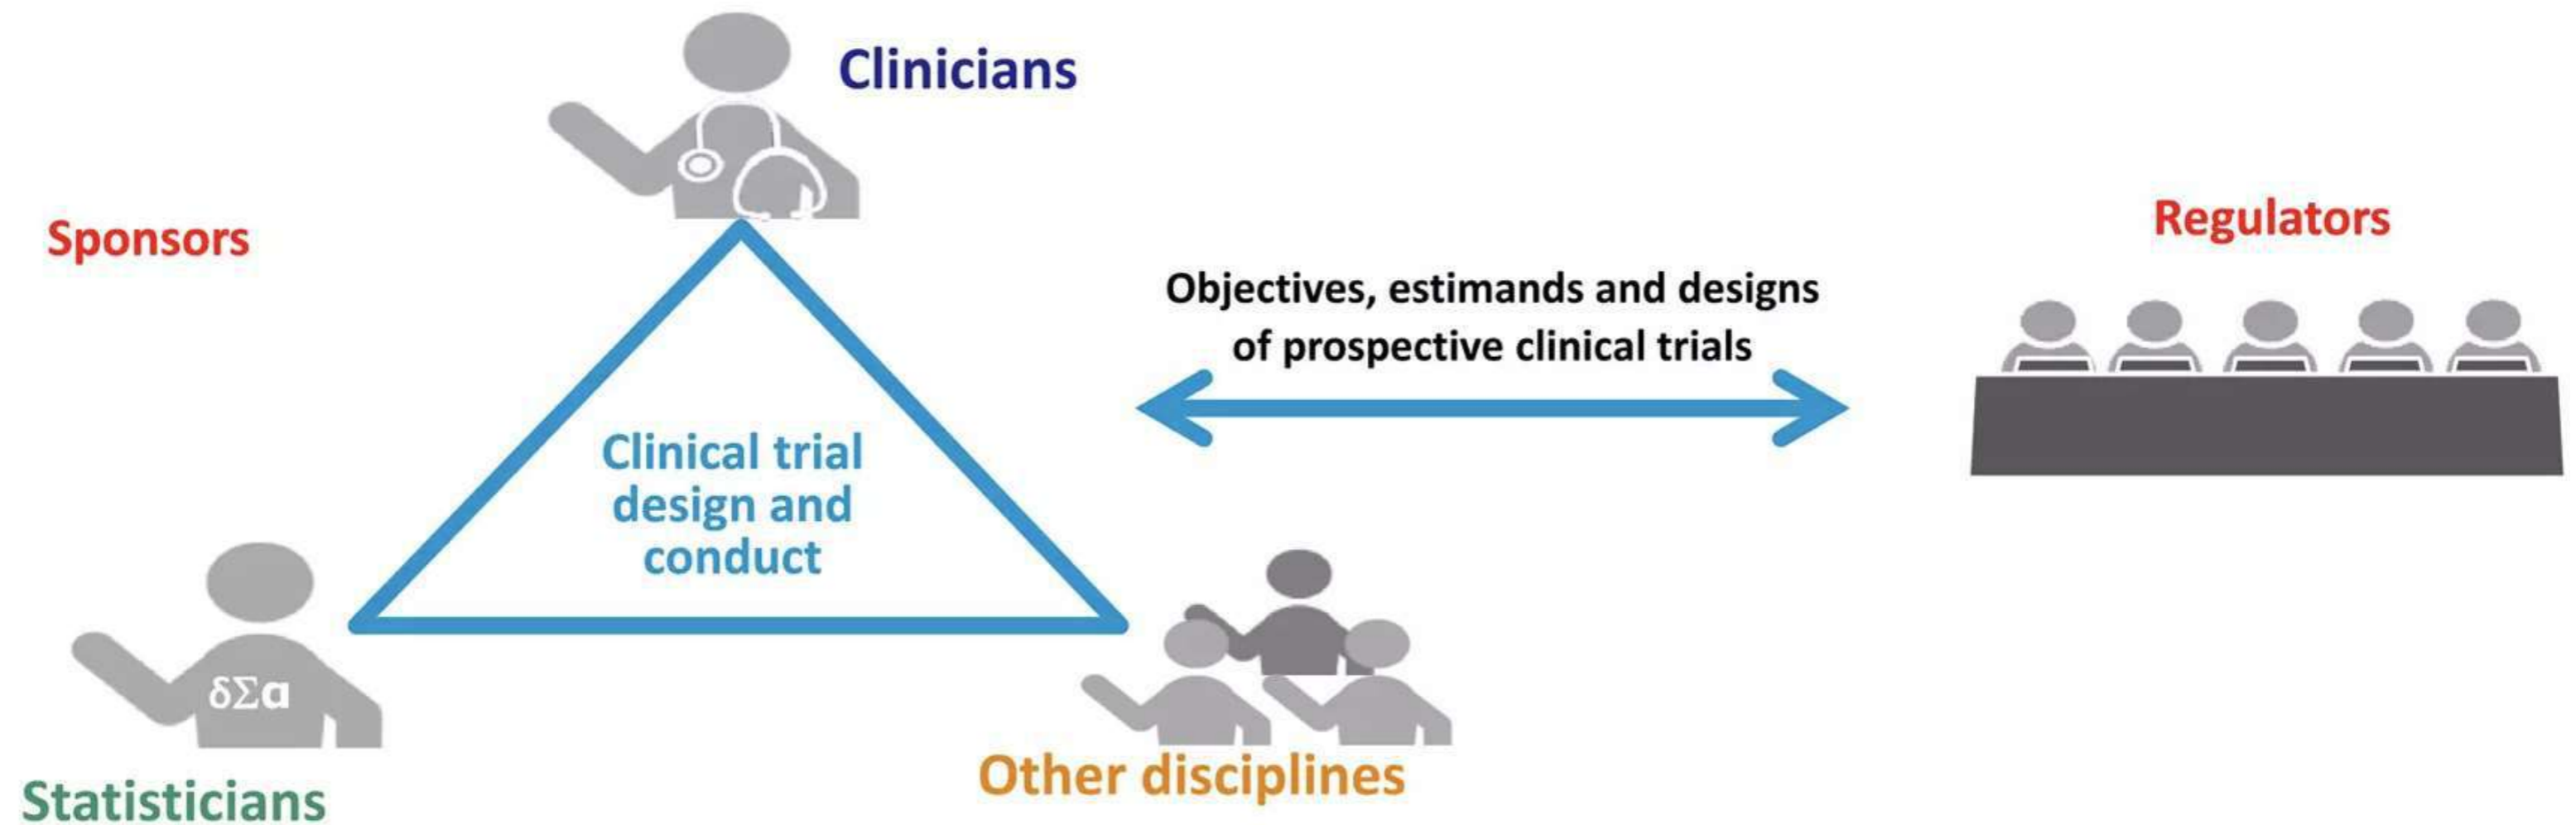 Clinicians
Sponsors
Regulators
Objectives, estimands and designs
of prospective clinical trials
Clinical trial
design and
conduct
δΣα
Other disciplines
Statisticians